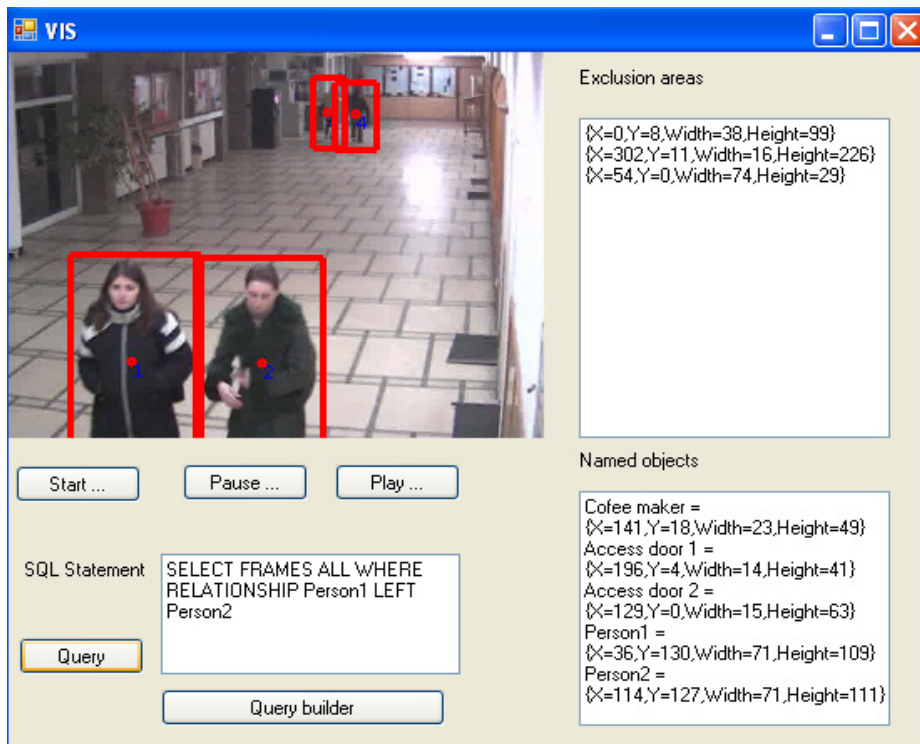 VIS
Exclusion areas
{X=0,Y=8,Width=38,Height=99}
{X=302,Y=11,Width=16,Height=226}
{X=54,Y=0,Width=74,Height=29}
4
1
2
Start ...
Pause ...
Play ...
Named objects
Cofee maker =
{X=141,Y=18,Width=23,Height=49}
Access door 1 =
{X=196,Y=4,Width=14,Height=41}
Access door 2 =
{X=129,Y=0,Width=15,Height=63}
Person1 =
{X=36,Y=130,Width=71,Height=109}
Person2 =
{X=114,Y=127,Width=71,Height=111}
SQL Statement
SELECT FRAMES ALL WHERE
RELATIONSHIP Person1 LEFT
Person2
Query
Query builder